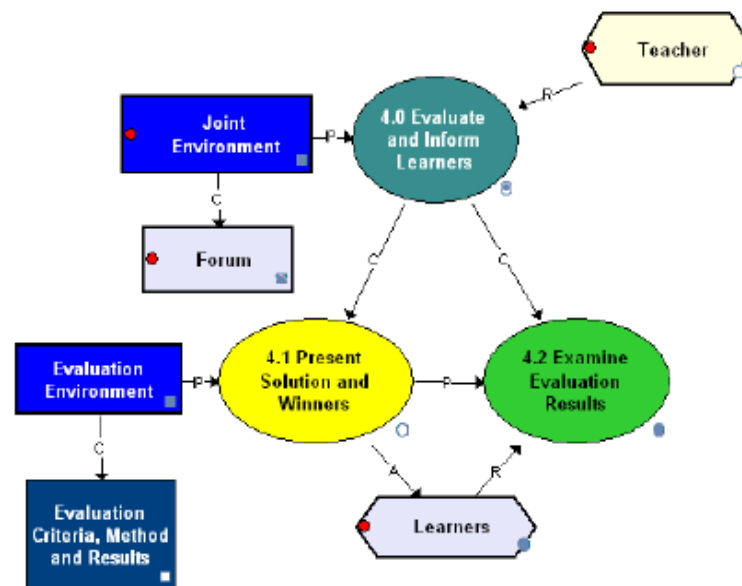 Teacher
R
4.0 Evaluate
and Inform
Learners
Joint
Environment
P
C
Forum
C
C
4.1 Present
Solution and
Winners
4.2 Examine
Evaluation
Results
Evaluation
Environment
P
P
C
A
R
Learners
Evaluation
Criteria, Method
and Results